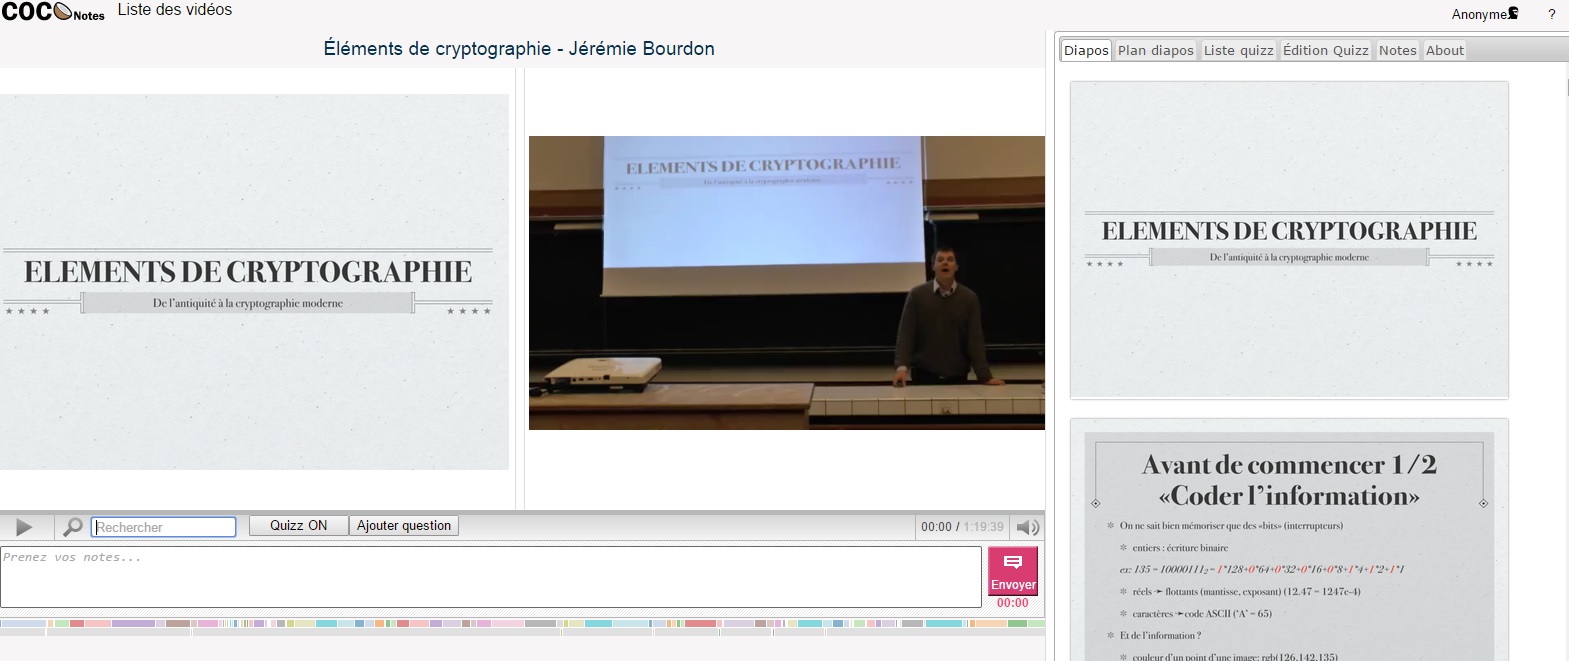 COCONotes
Liste des vidéos
Anonyme
?
Éléments de cryptographie - Jérémie Bourdon
ELEMENTS DE CRYPTOGRAPHIE
De l'antiquité à la cryptographie moderne
ELEMENTS DE CRYPTOGRAPHIE
De l'antiquité à la cryptographie moderne
Rechercher
Quizz ON
Ajouter question
00:00 / 1:19:39
Prenez vos notes...
Envoyer
00:00
Diapos
Plan diapos
Liste quizz
Édition Quizz
Notes
About
ELEMENTS DE CRYPTOGRAPHIE
De l'antiquité à la cryptographie moderne
Avant de commencer 1/2
«Coder l'information»
On ne sait bien mémoriser que des «bits» (interrupteurs)
entiers : écriture binaire
ex: 135 = 10000111₂ = 1*128+0*64+0*32+0*16+0*8+1*4+1*2+1*1
réels ➛ flottants (mantisse, exposant) (12.47 = 1247e-4)
caractères ➛ code ASCII ('A' = 65)
Et de l'information ?
couleur d'un point d'une image: rgb(126,142,135)